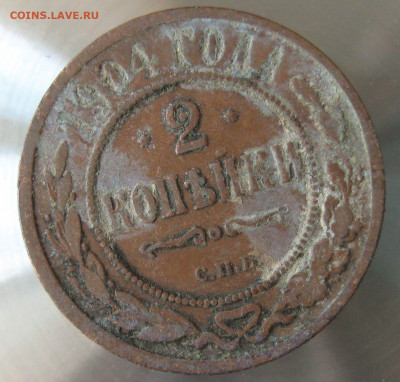 COINS.LAVE.RU
1904 ГОДА
2
КОПѢЙКИ
С.П.Б.